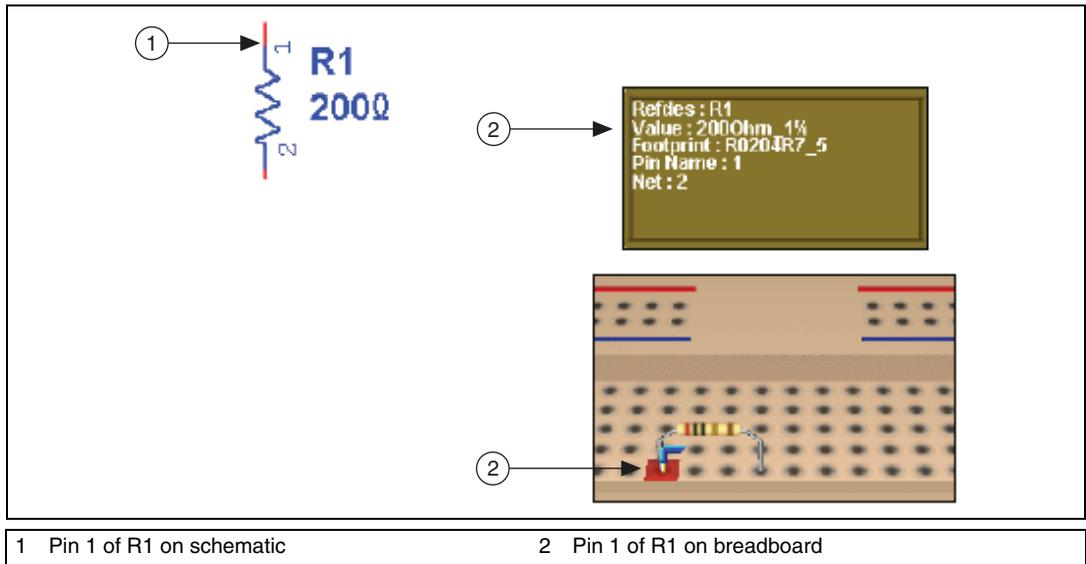 1
1
R1
200Ω
2
2
Refdes : R1
Value : 200Ohm_1%
Footprint : R0204R7_5
Pin Name : 1
Net : 2
2
1 Pin 1 of R1 on schematic 2 Pin 1 of R1 on breadboard